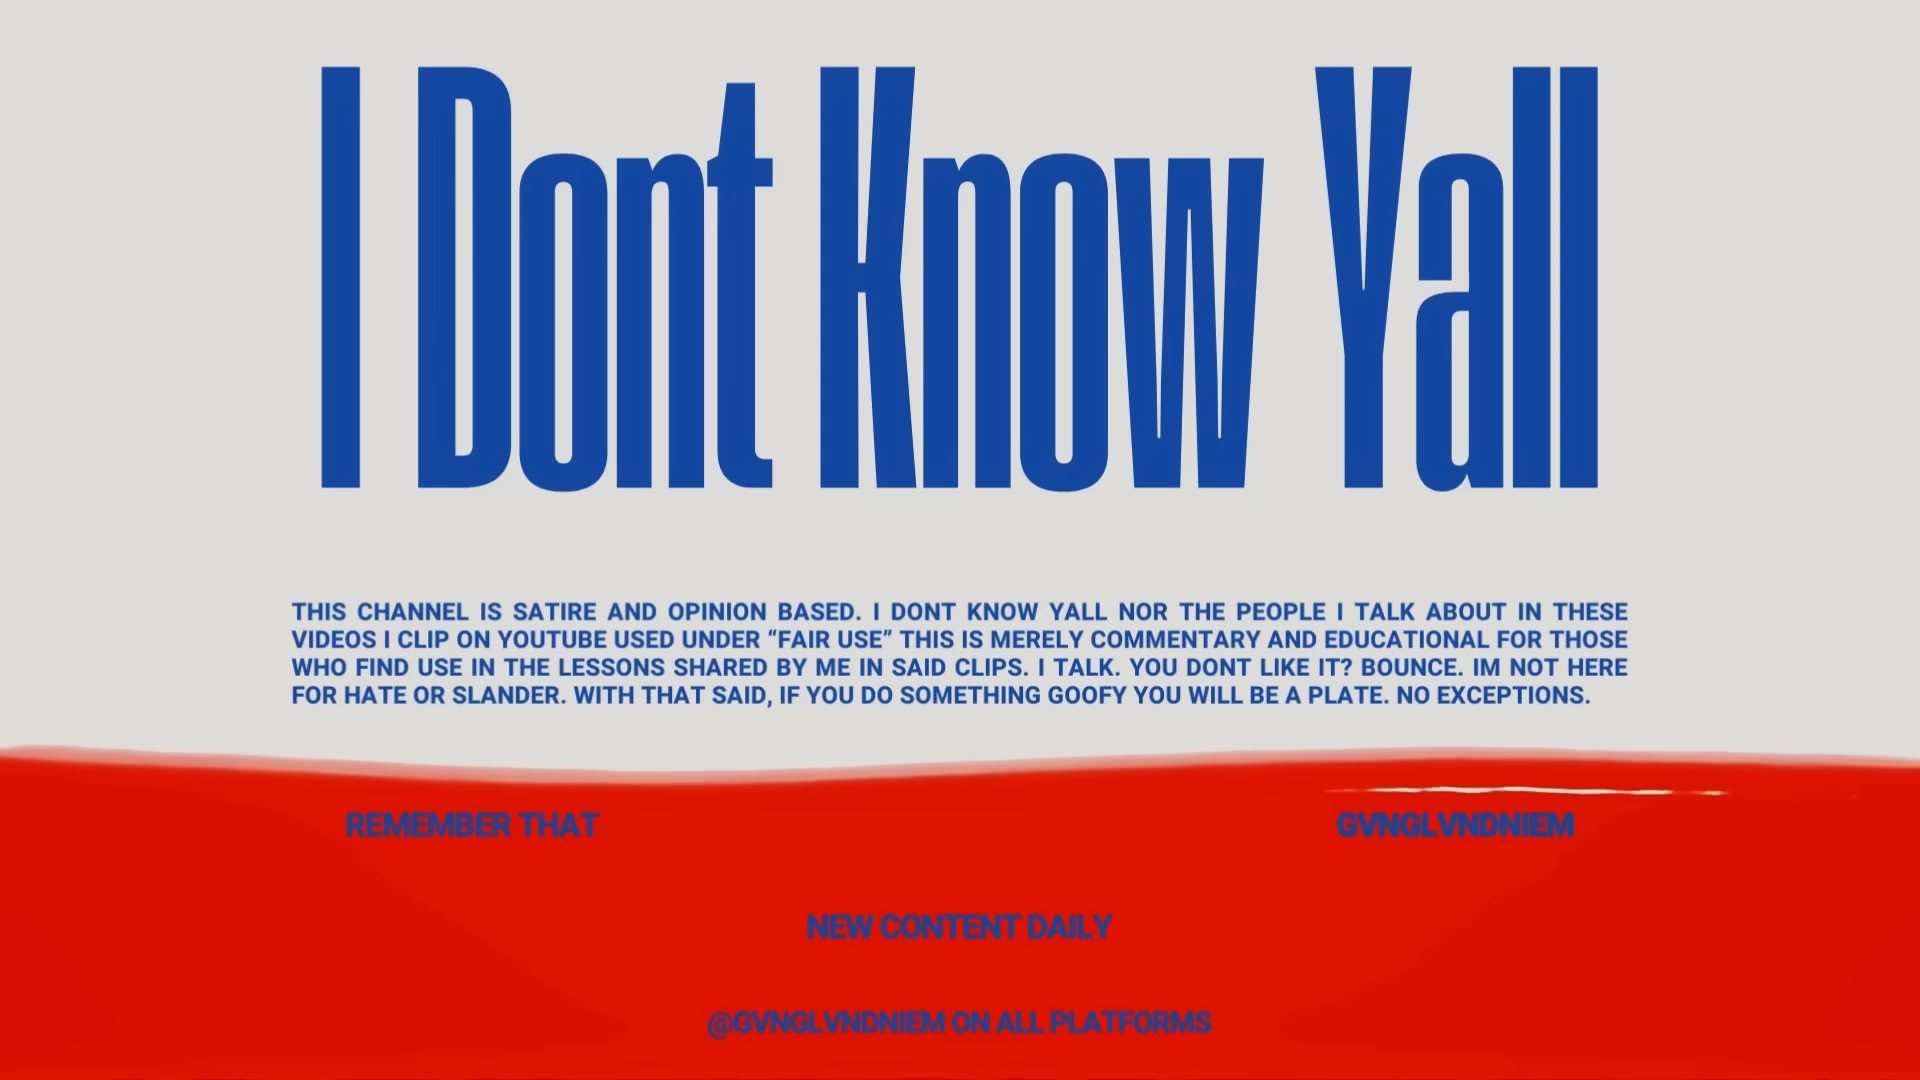 I Dont Know Yall
THIS CHANNEL IS SATIRE AND OPINION BASED. I DONT KNOW YALL NOR THE PEOPLE I TALK ABOUT IN THESE
VIDEOS I CLIP ON YOUTUBE USED UNDER “FAIR USE” THIS IS MERELY COMMENTARY AND EDUCATIONAL FOR THOSE
WHO FIND USE IN THE LESSONS SHARED BY ME IN SAID CLIPS. I TALK. YOU DONT LIKE IT? BOUNCE. IM NOT HERE
FOR HATE OR SLANDER. WITH THAT SAID, IF YOU DO SOMETHING GOOFY YOU WILL BE A PLATE. NO EXCEPTIONS.
REMEMBER THAT
GVNGLVNDNIEM
NEW CONTENT DAILY
@GVNGLVNDNIEM ON ALL PLATFORMS